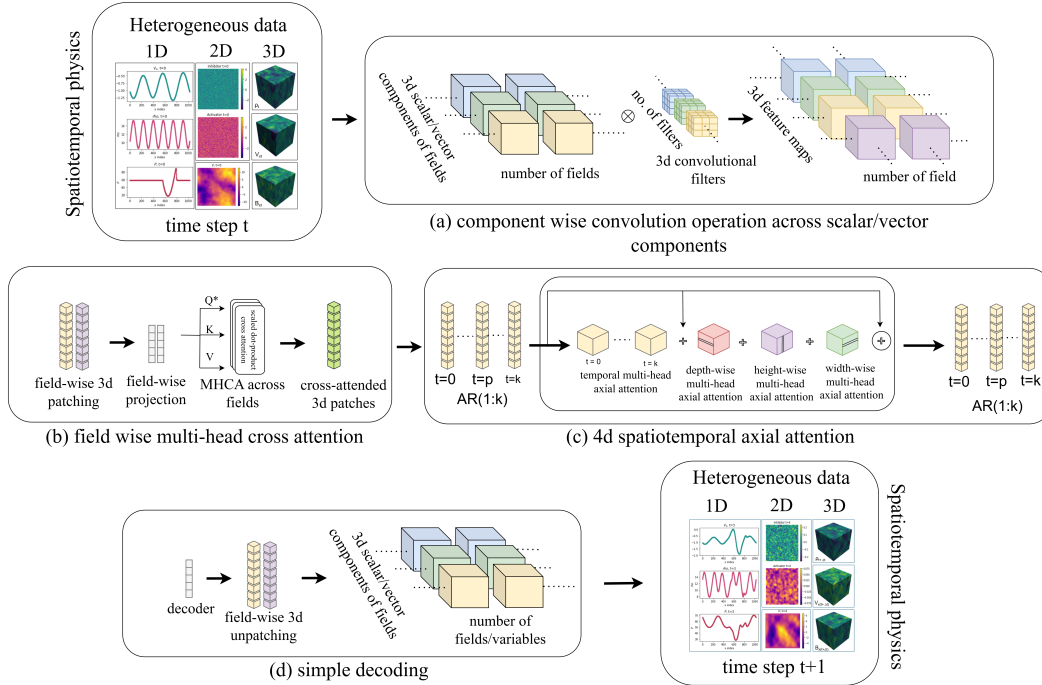 Heterogeneous data
1D 2D 3D
Spatiotemporal physics
time step t
3d scalar/vector
components of fields
number of fields
no. of filters
3d convolutional
filters
3d feature maps
number of field
(a) component wise convolution operation across scalar/vector
components
field-wise 3d
patching
field-wise
projection
Q*
K
V
scaled dot-product
cross attention
MHCA across
fields
cross-attended
3d patches
(b) field wise multi-head cross attention
t=0 t=p t=k
AR(1:k)
t = 0
t = k
temporal multi-head
axial attention
depth-wise
multi-head
axial attention
height-wise
multi-head
axial attention
width-wise
multi-head
axial attention
t=0 t=p t=k
AR(1:k)
(c) 4d spatiotemporal axial attention
decoder
field-wise 3d
unpatching
3d scalar/vector
components of fields
number of
fields/variables
(d) simple decoding
Heterogeneous data
1D 2D 3D
Spatiotemporal physics
time step t+1